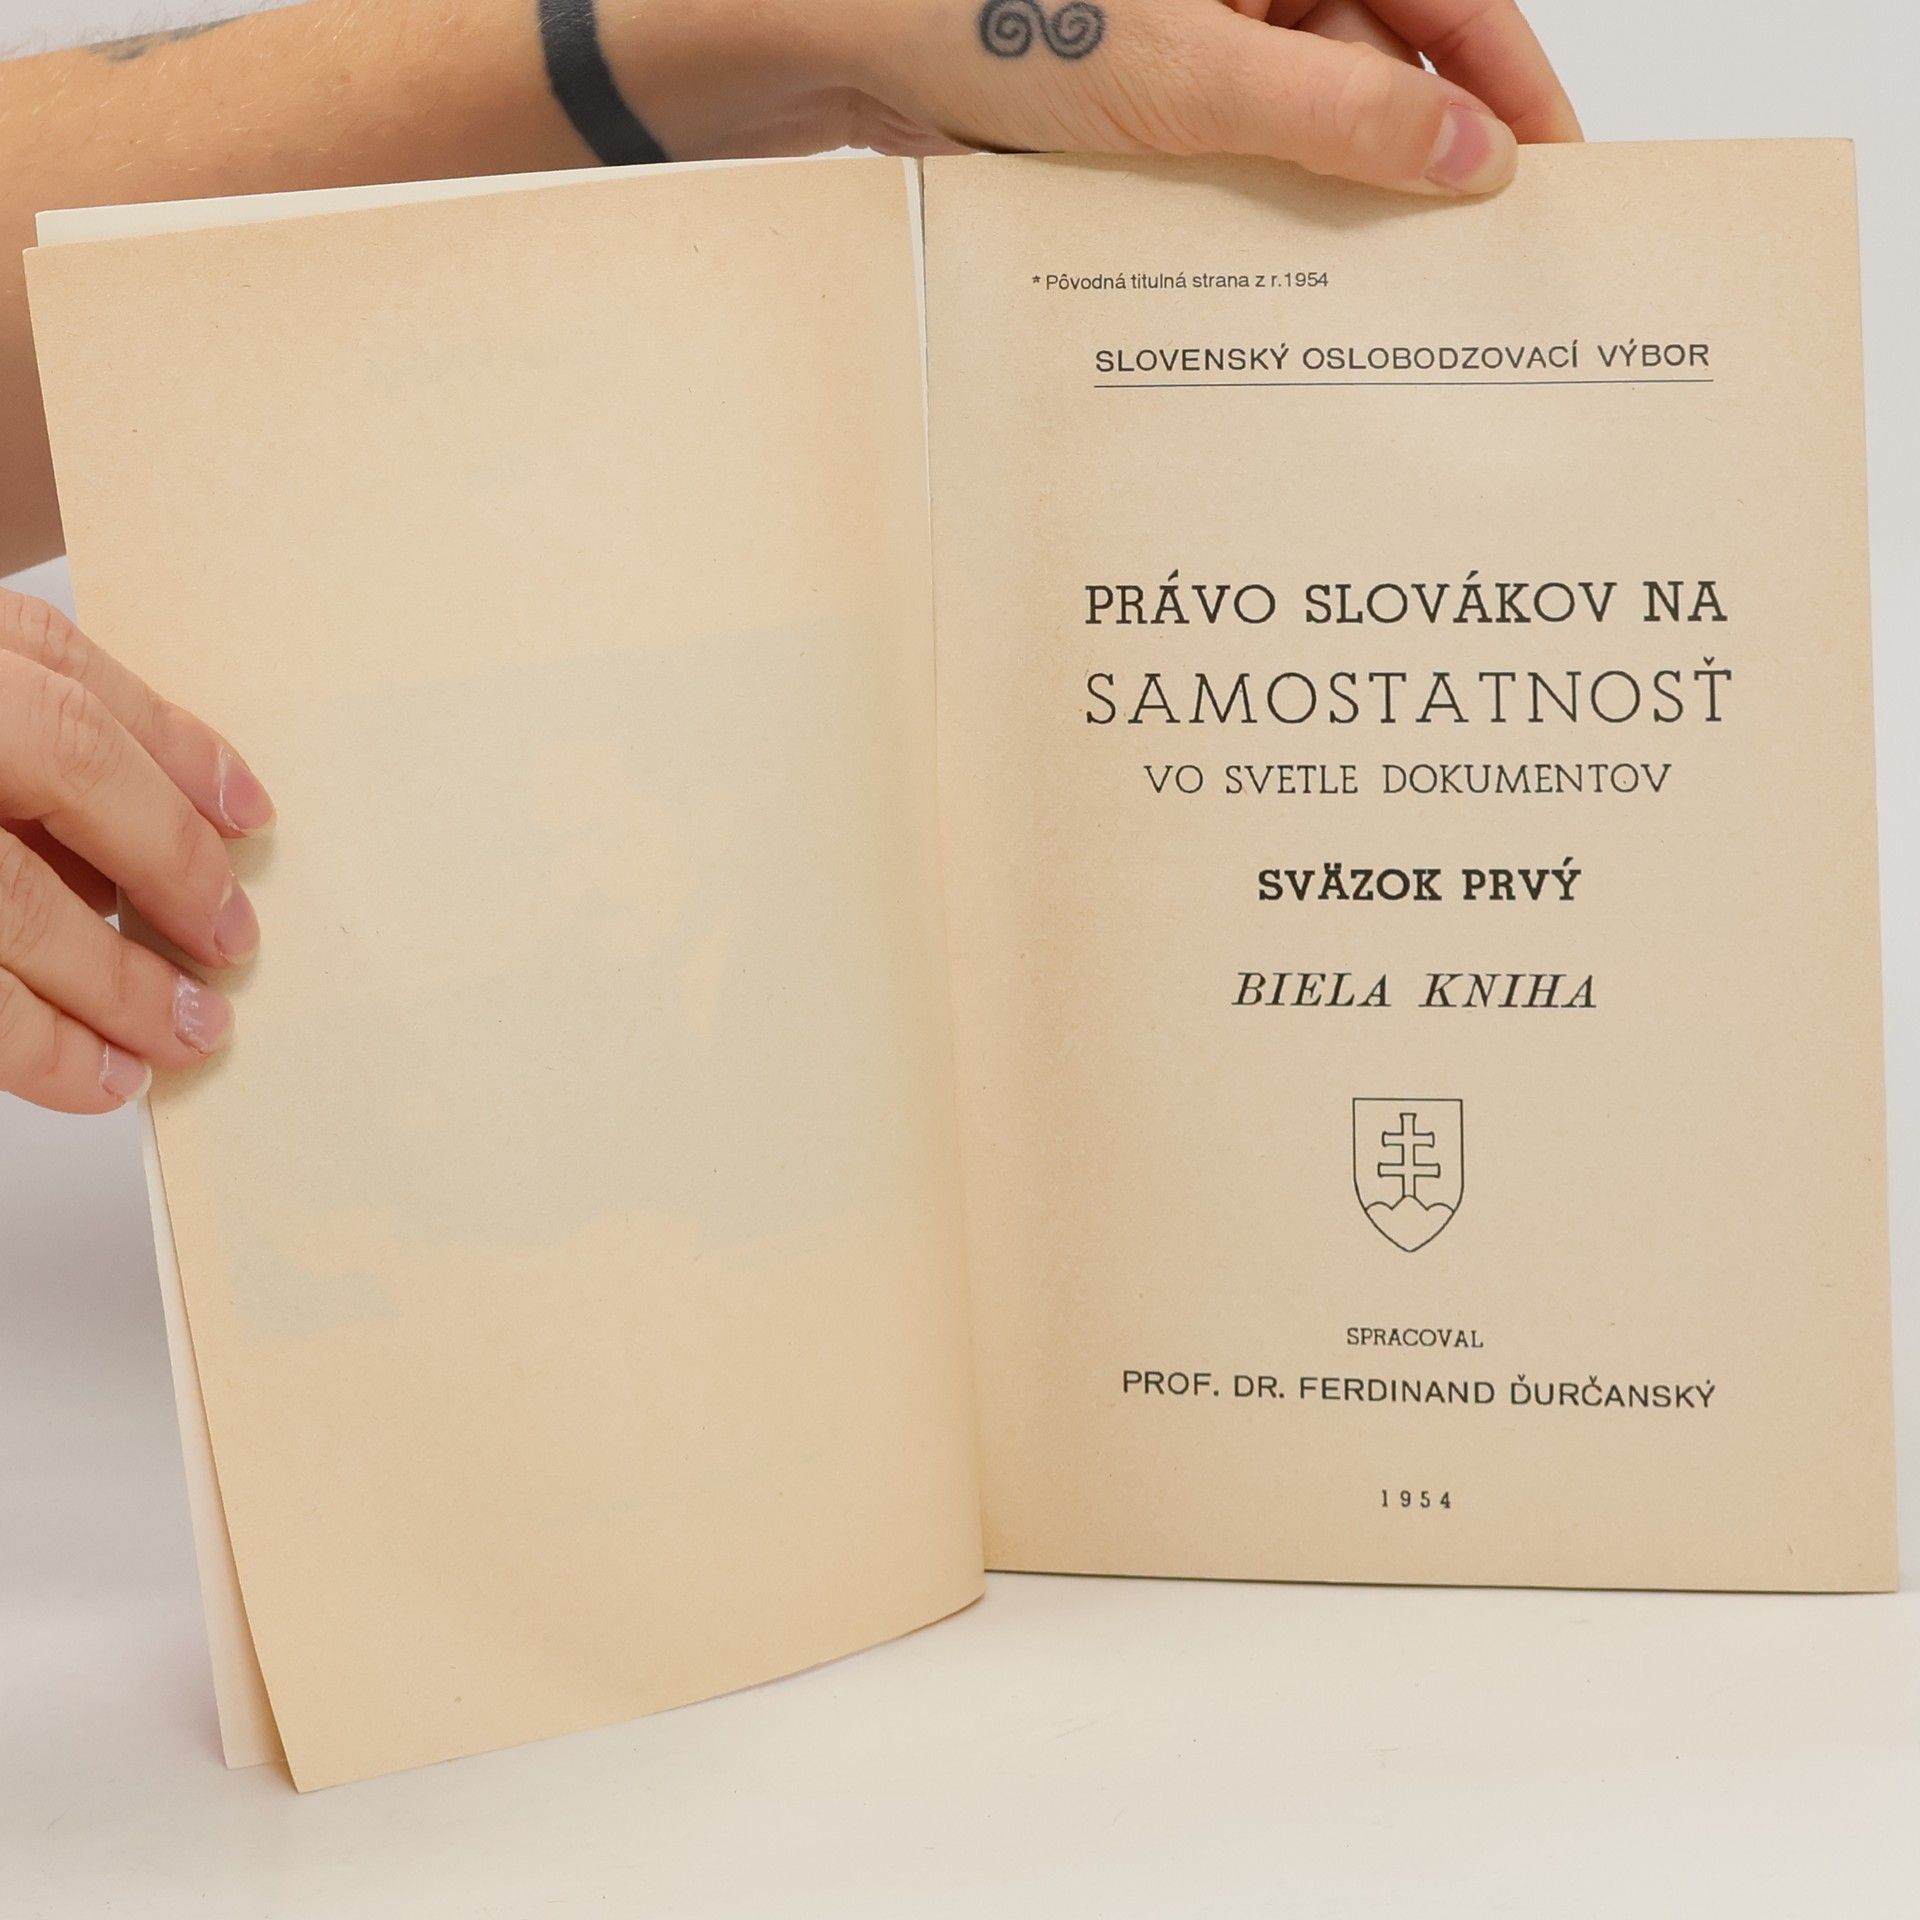 * Pôvodná titulná strana z r.1954
SLOVENSKÝ OSLOBODZOVACÍ VÝBOR
PRÁVO SLOVÁKOV NA
SAMOSTATNOSŤ
VO SVETLE DOKUMENTOV
SVÄZOK PRVÝ
BIELA KNIHA
SPRACOVAL
PROF. DR. FERDINAND ĎURČANSKÝ
1954